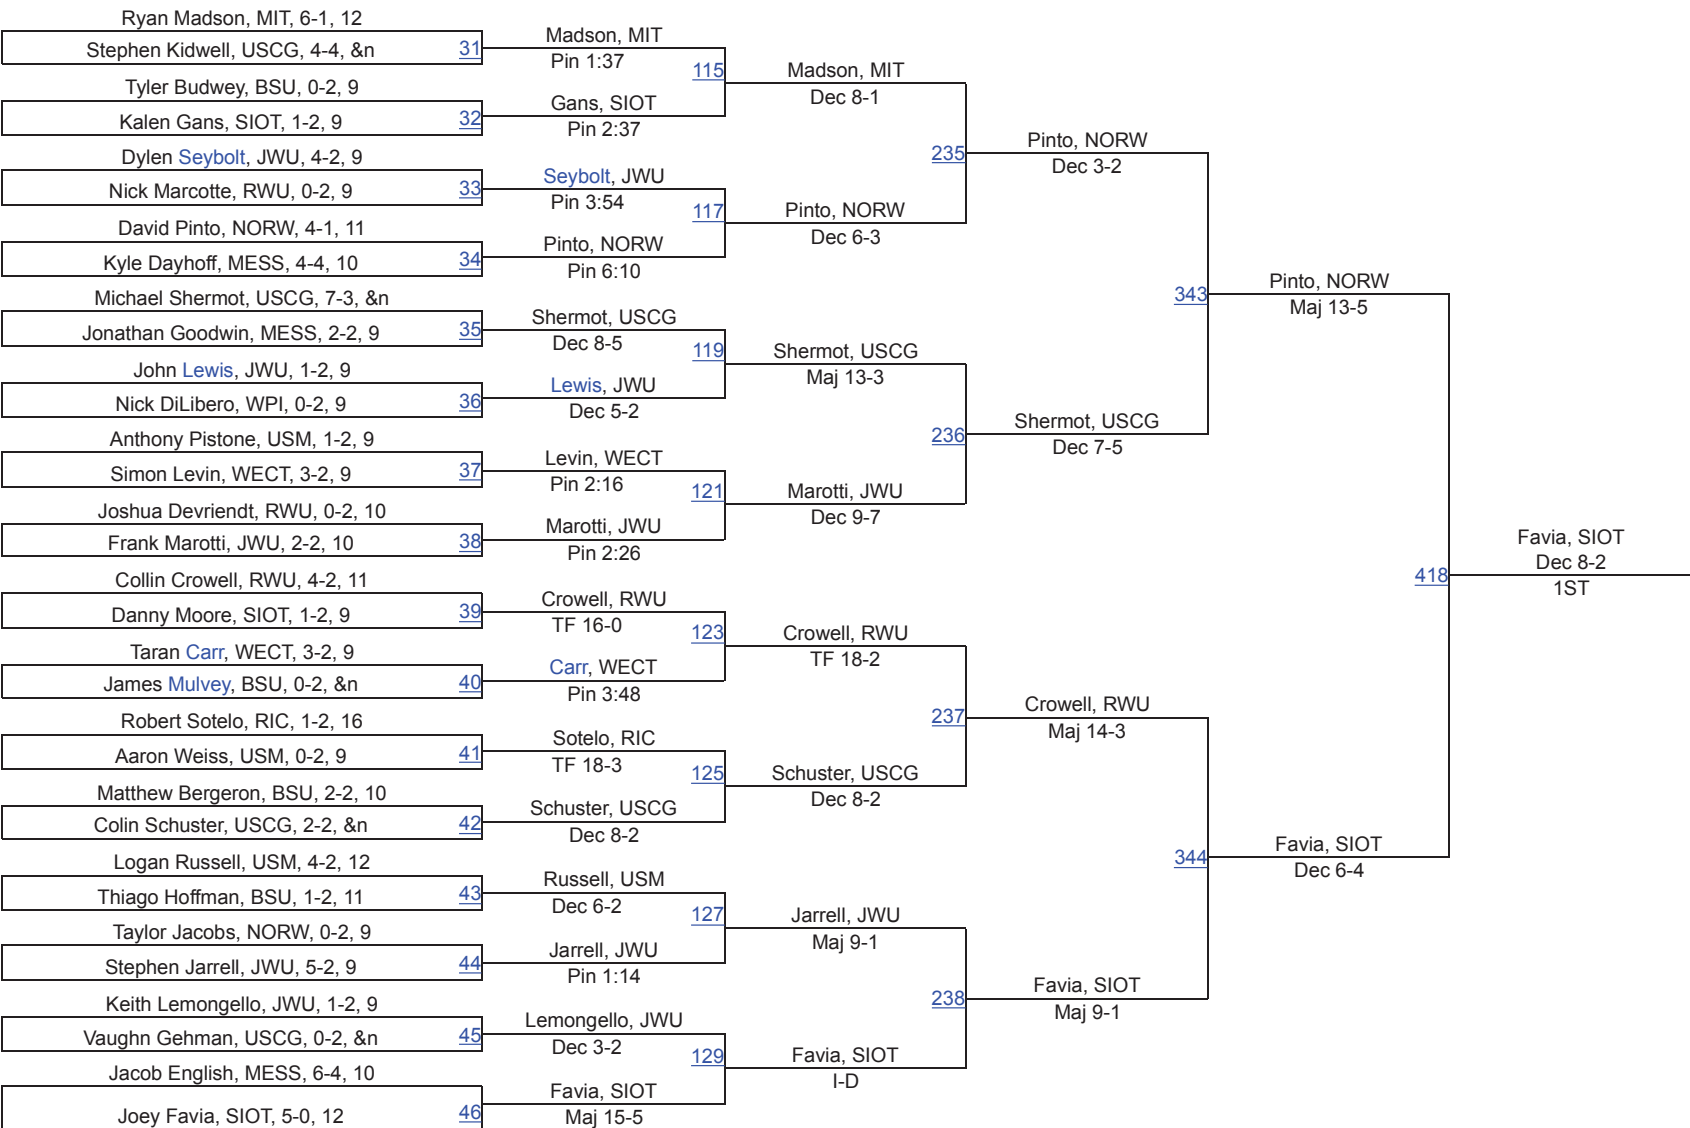 Ryan Madson, MIT, 6-1, 12
Stephen Kidwell, USCG, 4-4, &n
31
Tyler Budwey, BSU, 0-2, 9
Kalen Gans, SIOT, 1-2, 9
32
Dylen Seybolt, JWU, 4-2, 9
Nick Marcotte, RWU, 0-2, 9
33
David Pinto, NORW, 4-1, 11
Kyle Dayhoff, MESS, 4-4, 10
34
Michael Shermot, USCG, 7-3, &n
Jonathan Goodwin, MESS, 2-2, 9
35
John Lewis, JWU, 1-2, 9
Nick DiLibero, WPI, 0-2, 9
36
Anthony Pistone, USM, 1-2, 9
Simon Levin, WECT, 3-2, 9
37
Joshua Devriendt, RWU, 0-2, 10
Frank Marotti, JWU, 2-2, 10
38
Collin Crowell, RWU, 4-2, 11
Danny Moore, SIOT, 1-2, 9
39
Taran Carr, WECT, 3-2, 9
James Mulvey, BSU, 0-2, &n
40
Robert Sotelo, RIC, 1-2, 16
Aaron Weiss, USM, 0-2, 9
41
Matthew Bergeron, BSU, 2-2, 10
Colin Schuster, USCG, 2-2, &n
42
Logan Russell, USM, 4-2, 12
Thiago Hoffman, BSU, 1-2, 11
43
Taylor Jacobs, NORW, 0-2, 9
Stephen Jarrell, JWU, 5-2, 9
44
Keith Lemongello, JWU, 1-2, 9
Vaughn Gehman, USCG, 0-2, &n
45
Jacob English, MESS, 6-4, 10
Joey Favia, SIOT, 5-0, 12
46
Madson, MIT
Pin 1:37
115
Gans, SIOT
Pin 2:37
Seybolt, JWU
Pin 3:54
117
Pinto, NORW
Pin 6:10
Shermot, USCG
Dec 8-5
119
Lewis, JWU
Dec 5-2
Levin, WECT
Pin 2:16
121
Marotti, JWU
Pin 2:26
Crowell, RWU
TF 16-0
123
Carr, WECT
Pin 3:48
Sotelo, RIC
TF 18-3
125
Schuster, USCG
Dec 8-2
Russell, USM
Dec 6-2
127
Jarrell, JWU
Pin 1:14
Lemongello, JWU
Dec 3-2
129
Favia, SIOT
Maj 15-5
Madson, MIT
Dec 8-1
235
Pinto, NORW
Dec 6-3
Shermot, USCG
Maj 13-3
236
Marotti, JWU
Dec 9-7
Crowell, RWU
TF 18-2
237
Schuster, USCG
Dec 8-2
Jarrell, JWU
Maj 9-1
238
Favia, SIOT
I-D
Pinto, NORW
Dec 3-2
343
Shermot, USCG
Dec 7-5
Crowell, RWU
Maj 14-3
344
Favia, SIOT
Maj 9-1
Pinto, NORW
Maj 13-5
418
Favia, SIOT
Dec 6-4
Favia, SIOT
Dec 8-2
1ST